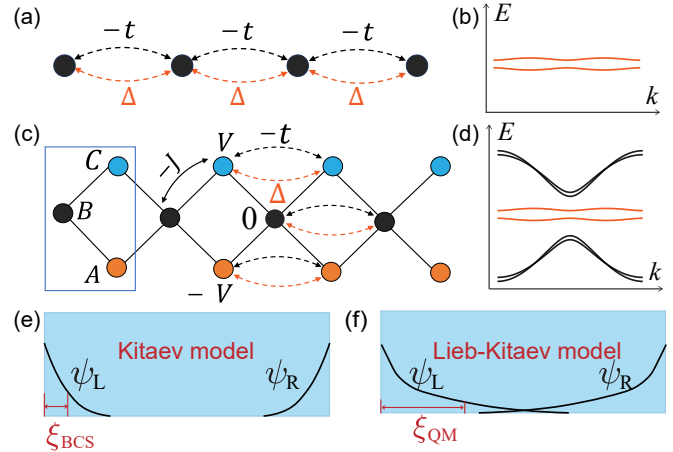 (a)
−t −t −t
Δ Δ Δ
(b)
E
k
(c)
C V −t
−J
Δ
B 0
A − V
(d)
E
k
(e)
Kitaev model
ψL ψR
ξBCS
(f)
Lieb-Kitaev model
ψL ψR
ξQM